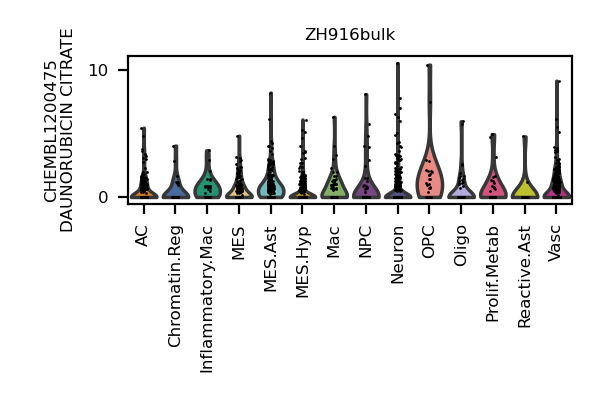 ZH916bulk
CHEMBL1200475
DAUNORUBICIN CITRATE
10
0
AC
Chromatin.Reg
Inflammatory.Mac
MES
MES.Ast
MES.Hyp
Mac
NPC
Neuron
OPC
Oligo
Prolif.Metab
Reactive.Ast
Vasc